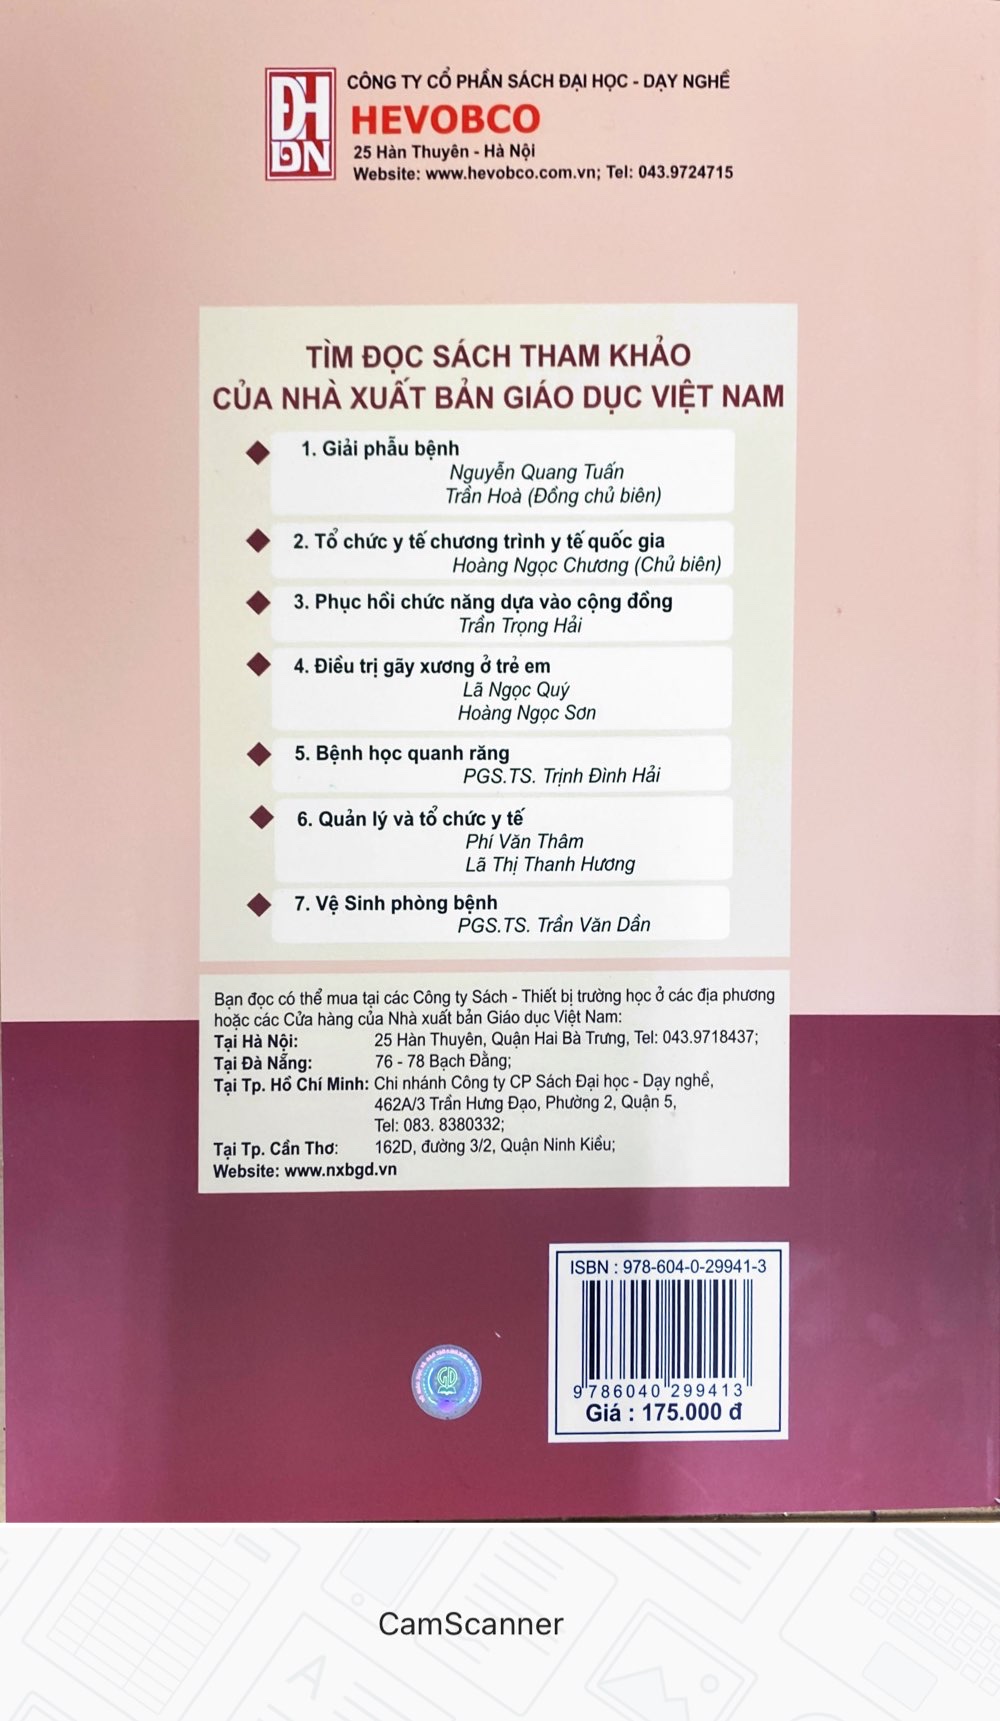 ĐH
DN
CÔNG TY CỔ PHẦN SÁCH ĐẠI HỌC - DẠY NGHỀ
HEVOBCO
25 Hàn Thuyên - Hà Nội
Website: www.hevobco.com.vn; Tel: 043.9724715
TÌM ĐỌC SÁCH THAM KHẢO
CỦA NHÀ XUẤT BẢN GIÁO DỤC VIỆT NAM
1. Giải phẫu bệnh
Nguyễn Quang Tuấn
Trần Hoà (Đồng chủ biên)
2. Tổ chức y tế chương trình y tế quốc gia
Hoàng Ngọc Chương (Chủ biên)
3. Phục hồi chức năng dựa vào cộng đồng
Trần Trọng Hải
4. Điều trị gãy xương ở trẻ em
Lã Ngọc Quý
Hoàng Ngọc Sơn
5. Bệnh học quanh răng
PGS.TS. Trịnh Đình Hải
6. Quản lý và tổ chức y tế
Phí Văn Thâm
Lã Thị Thanh Hương
7. Vệ Sinh phòng bệnh
PGS.TS. Trần Văn Dần
Bạn đọc có thể mua tại các Công ty Sách - Thiết bị trường học ở các địa phương
hoặc các Cửa hàng của Nhà xuất bản Giáo dục Việt Nam:
Tại Hà Nội: 25 Hàn Thuyên, Quận Hai Bà Trưng, Tel: 043.9718437;
Tại Đà Nẵng: 76 - 78 Bạch Đằng;
Tại Tp. Hồ Chí Minh: Chi nhánh Công ty CP Sách Đại học - Dạy nghề,
462A/3 Trần Hưng Đạo, Phường 2, Quận 5,
Tel: 083. 8380332;
Tại Tp. Cần Thơ: 162D, đường 3/2, Quận Ninh Kiều;
Website: www.nxbgd.vn
ISBN : 978-604-0-29941-3
9 786040 299413
Giá : 175.000 đ
GD
CamScanner